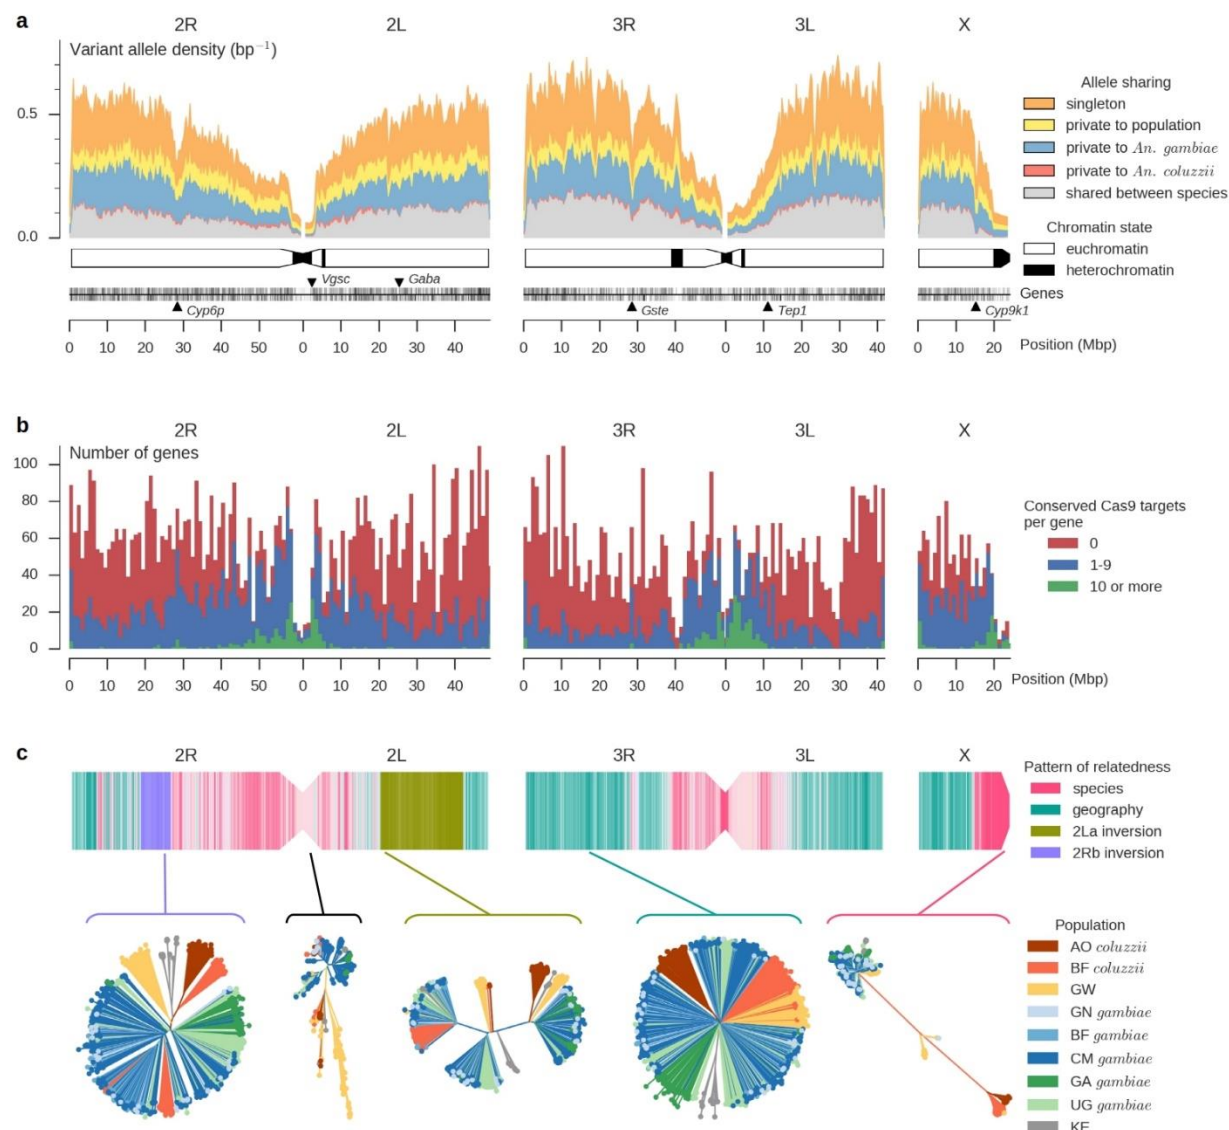 a
2R 2L 3R 3L X
Variant allele density (bp−1)
0.5
0.0
Allele sharing
singleton
private to population
private to An. gambiae
private to An. coluzzii
shared between species
Chromatin state
euchromatin
heterochromatin
Vgsc Gaba
Genes
Cyp6p Gste Tep1 Cyp9k1
0 10 20 30 40 50 0 10 20 30 40 0 10 20 30 40 50 0 10 20 30 40 0 10 20
Position (Mbp)
b
2R 2L 3R 3L X
Number of genes
100
80
60
40
20
0
Conserved Cas9 targets
per gene
0
1-9
10 or more
0 10 20 30 40 50 0 10 20 30 40 0 10 20 30 40 50 0 10 20 30 40 0 10 20
Position (Mbp)
c
2R 2L 3R 3L X
Pattern of relatedness
species
geography
2La inversion
2Rb inversion
Population
AO coluzzii
BF coluzzii
GW
GN gambiae
BF gambiae
CM gambiae
GA gambiae
UG gambiae
KE